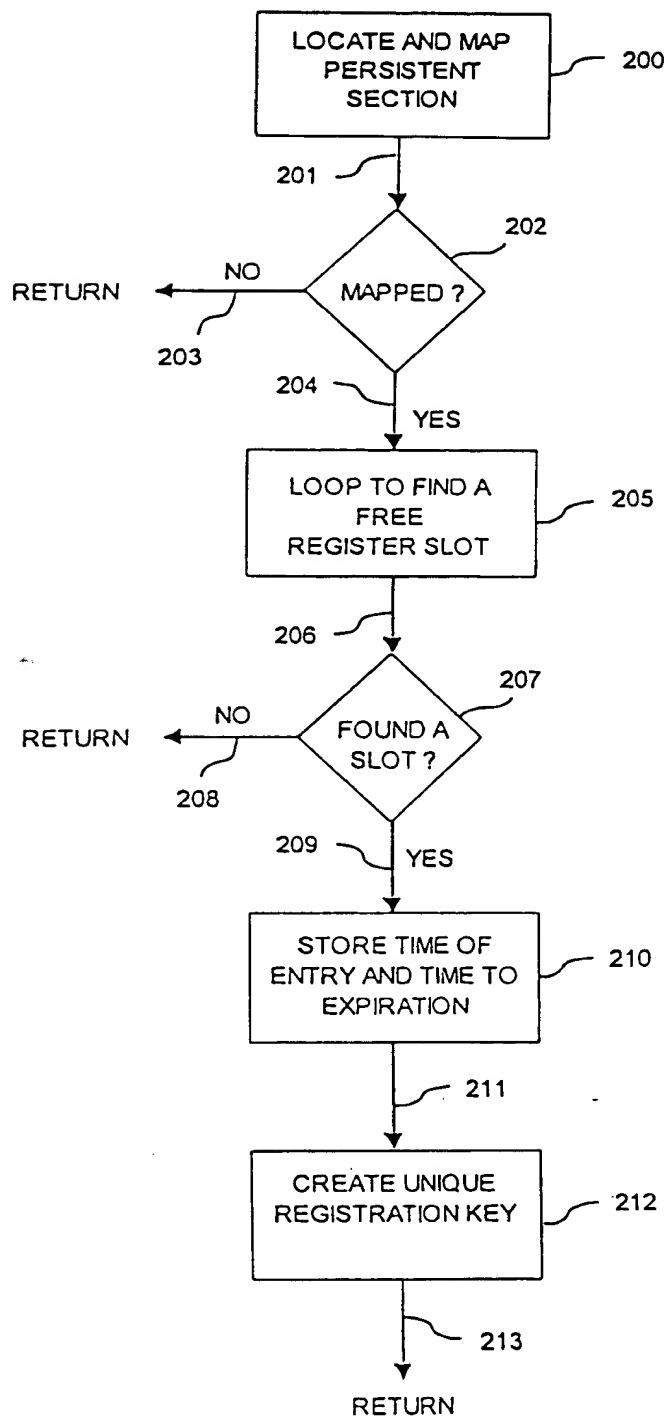 LOCATE AND MAP
PERSISTENT
SECTION
200
201
202
NO
RETURN
MAPPED ?
203
204
YES
LOOP TO FIND A
FREE
REGISTER SLOT
205
206
207
NO
RETURN
FOUND A
SLOT ?
208
209
YES
STORE TIME OF
ENTRY AND TIME TO
EXPIRATION
210
211
CREATE UNIQUE
REGISTRATION KEY
212
213
RETURN